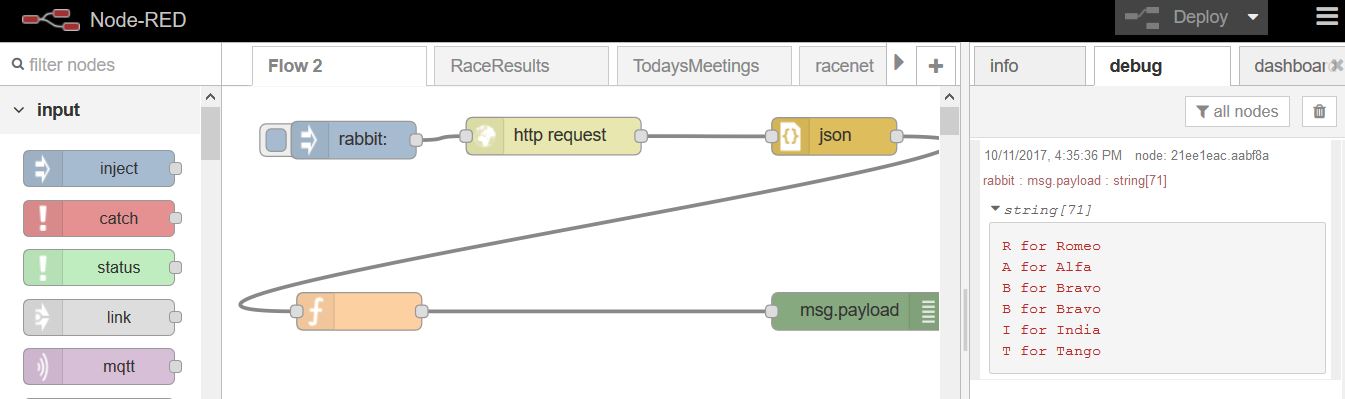 Node-RED
Deploy
filter nodes
Flow 2
RaceResults
TodaysMeetings
racenet
info
debug
dashboar
input
all nodes
inject
catch
status
link
mqtt
rabbit:
http request
json
msg.payload
10/11/2017, 4:35:36 PM node: 21ee1eac.aabf8a
rabbit : msg.payload : string[71]
string[71]
R for Romeo
A for Alfa
B for Bravo
B for Bravo
I for India
T for Tango